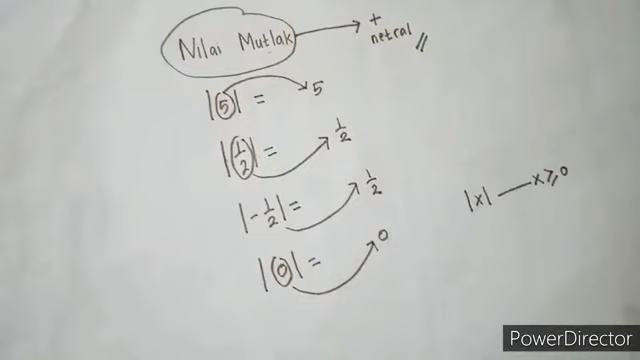 Nilai Mutlak
+
netral
|5| = 5
|1/2| = 1/2
|-1/2| = 1/2
|0| = 0
|x| x ≥ 0
PowerDirector